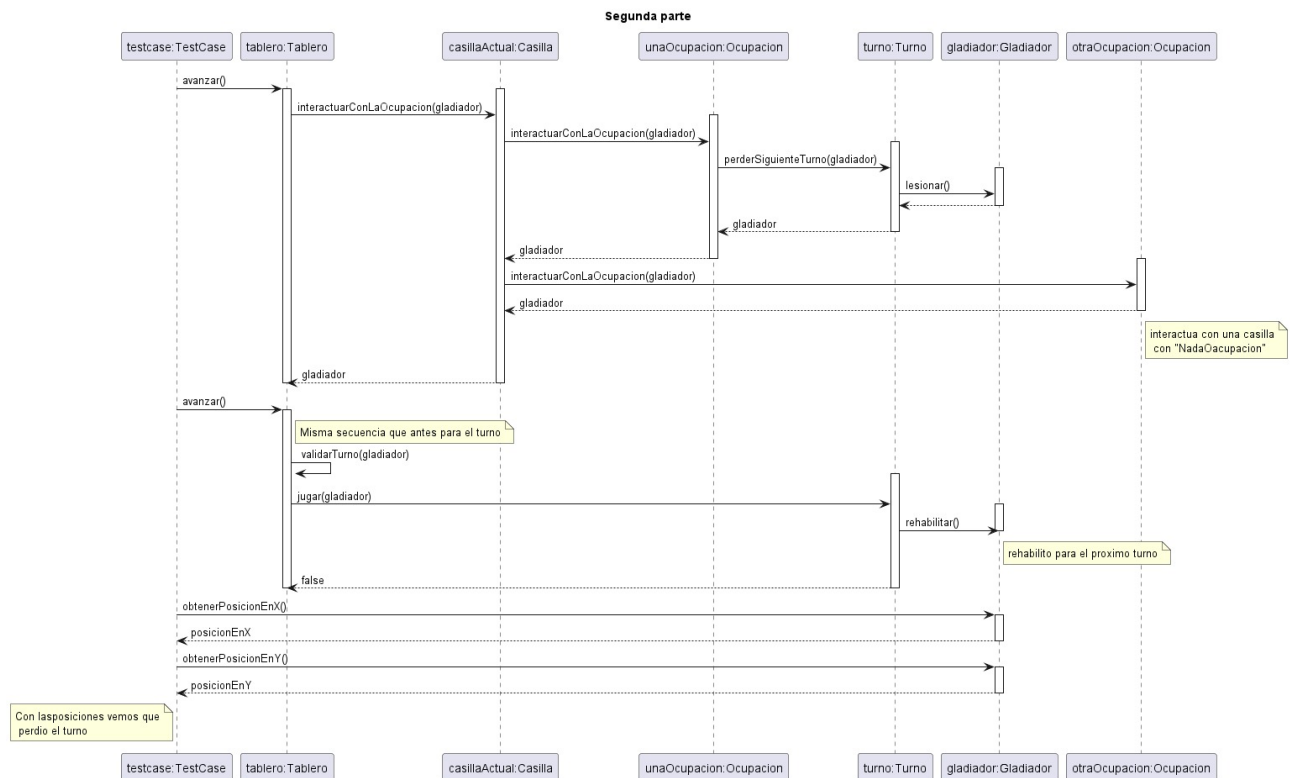 Segunda parte
testcase:TestCase
tablero:Tablero
casillaActual:Casilla
unaOcupacion:Ocupacion
turno:Turno
gladiador:Gladiador
otraOcupacion:Ocupacion
avanzar()
interactuarConLaOcupacion(gladiador)
interactuarConLaOcupacion(gladiador)
perderSiguienteTurno(gladiador)
lesionar()
gladiador
gladiador
interactuarConLaOcupacion(gladiador)
gladiador
interactua con una casilla
con "NadaOacupacion"
gladiador
avanzar()
Misma secuencia que antes para el turno
validarTurno(gladiador)
jugar(gladiador)
rehabilitar()
rehabilito para el proximo turno
false
obtenerPosicionEnX()
posicionEnX
obtenerPosicionEnY()
posicionEnY
Con lasposiciones vemos que
perdio el turno
testcase:TestCase
tablero:Tablero
casillaActual:Casilla
unaOcupacion:Ocupacion
turno:Turno
gladiador:Gladiador
otraOcupacion:Ocupacion